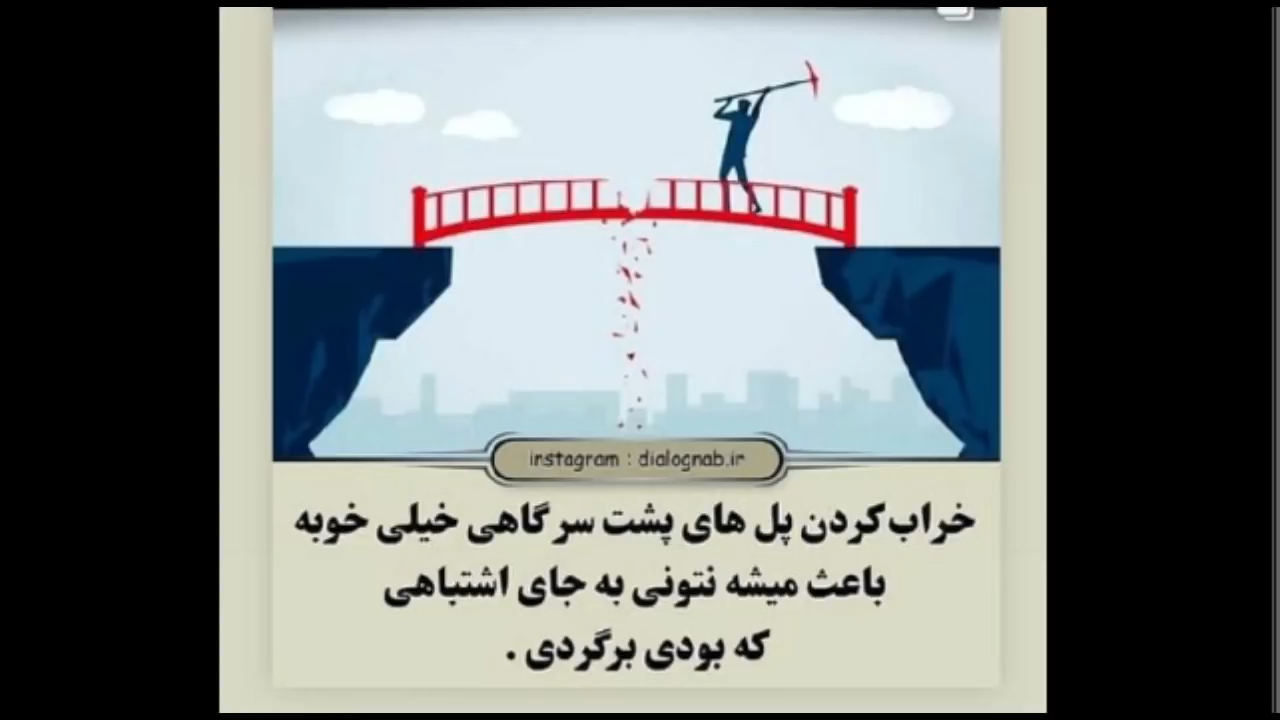 instagram : dialognab.ir
خراب کردن پل های پشت سر گاهی خیلی خوبه
باعث میشه نتونی به جای اشتباهی
که بودی برگردی .